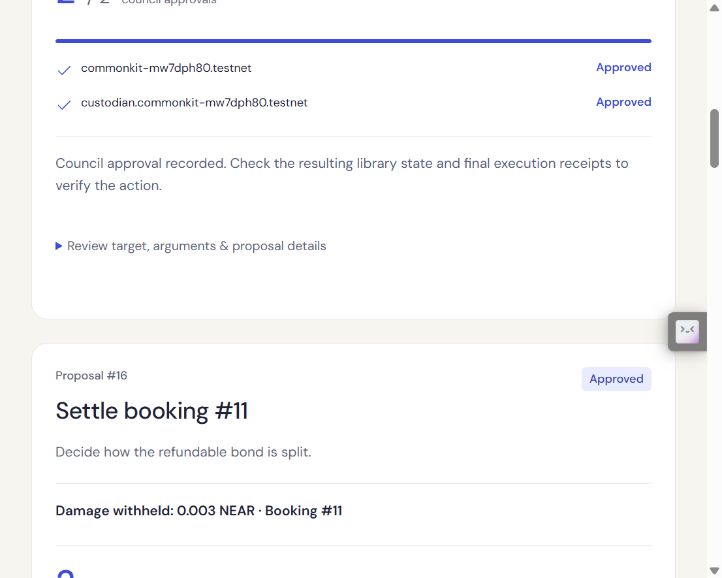 council approvals
commonkit-mw7dph80.testnet
Approved
custodian.commonkit-mw7dph80.testnet
Approved
Council approval recorded. Check the resulting library state and final execution receipts to
verify the action.
Review target, arguments & proposal details
Proposal #16
Approved
Settle booking #11
Decide how the refundable bond is split.
Damage withheld: 0.003 NEAR · Booking #11